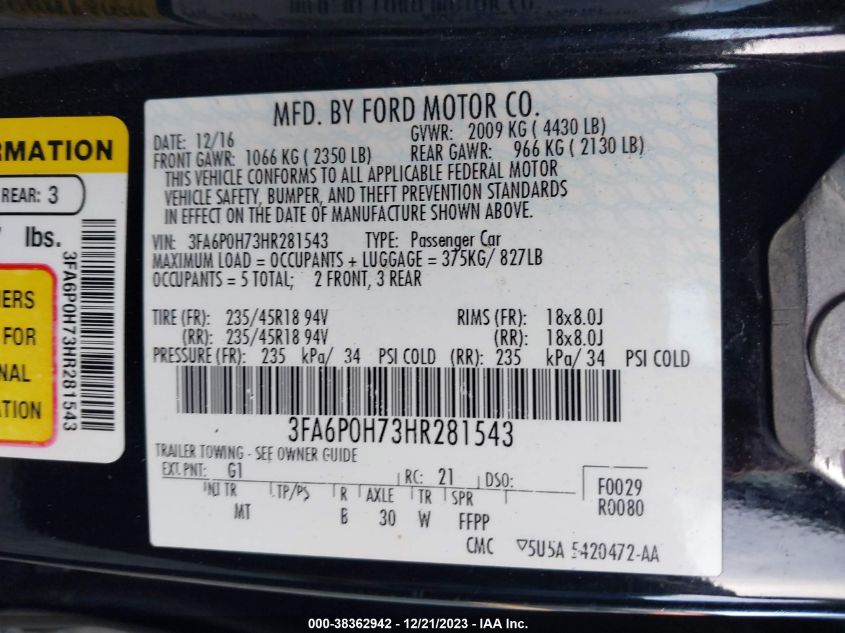 MFD. BY FORD MOTOR CO.
DATE: 12/16 GVWR: 2009 KG ( 4430 LB)
FRONT GAWR: 1066 KG ( 2350 LB) REAR GAWR: 966 KG ( 2130 LB)
THIS VEHICLE CONFORMS TO ALL APPLICABLE FEDERAL MOTOR
VEHICLE SAFETY, BUMPER, AND THEFT PREVENTION STANDARDS
IN EFFECT ON THE DATE OF MANUFACTURE SHOWN ABOVE.
VIN: 3FA6P0H73HR281543 TYPE: Passenger Car
MAXIMUM LOAD = OCCUPANTS + LUGGAGE = 375KG/ 827LB
OCCUPANTS = 5 TOTAL; 2 FRONT, 3 REAR
TIRE (FR): 235/45R18 94V RIMS (FR): 18x8.0J
(RR): 235/45R18 94V (RR): 18x8.0J
PRESSURE (FR): 235 kPa/ 34 PSI COLD (RR): 235 kPa/ 34 PSI COLD
3FA6P0H73HR281543
TRAILER TOWING - SEE OWNER GUIDE
EXT PNT: G1 RC: 21 DSO: F0029
INT TR TP/PS R AXLE TR SPR R0080
MT B 30 W FFPP
CMC 5U5A 5420472-AA
RMATION
REAR: 3
lbs.
3FA6P0H73HR281543
ERS
FOR
NAL
ATION
000-38362942 - 12/21/2023 - IAA Inc.